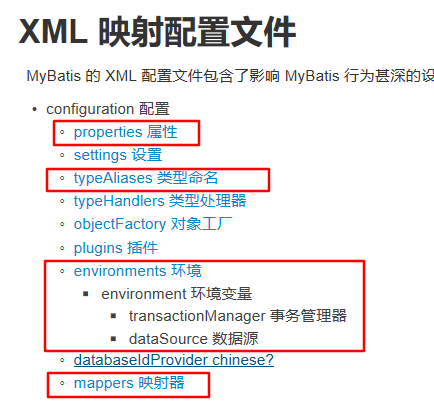 XML 映射配置文件
MyBatis 的 XML 配置文件包含了影响 MyBatis 行为甚深的设
configuration 配置
properties 属性
settings 设置
typeAliases 类型命名
typeHandlers 类型处理器
objectFactory 对象工厂
plugins 插件
environments 环境
environment 环境变量
transactionManager 事务管理器
dataSource 数据源
databaseIdProvider chinese?
mappers 映射器